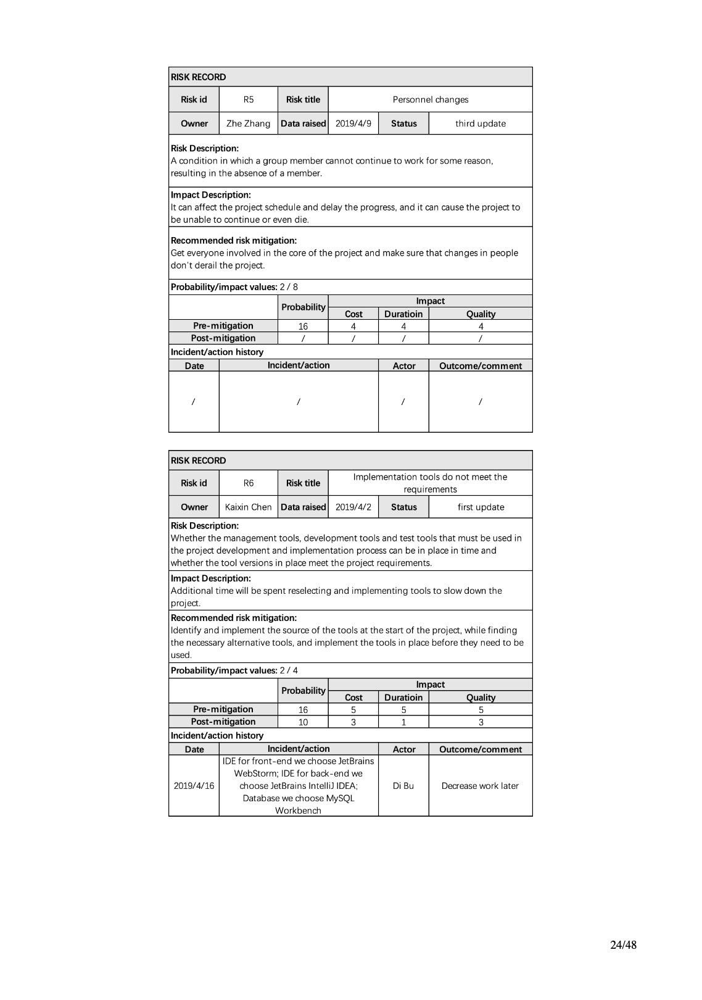 RISK RECORD
Risk id R5 Risk title Personnel changes
Owner Zhe Zhang Data raised 2019/4/9 Status third update
Risk Description:
A condition in which a group member cannot continue to work for some reason,
resulting in the absence of a member.
Impact Description:
It can affect the project schedule and delay the progress, and it can cause the project to
be unable to continue or even die.
Recommended risk mitigation:
Get everyone involved in the core of the project and make sure that changes in people
don't derail the project.
Probability/impact values: 2 / 8
Probability Impact
Cost Duratioin Quality
Pre-mitigation 16 4 4 4
Post-mitigation / / / /
Incident/action history
Date Incident/action Actor Outcome/comment
/ / / /
RISK RECORD
Risk id R6 Risk title Implementation tools do not meet the
requirements
Owner Kaixin Chen Data raised 2019/4/2 Status first update
Risk Description:
Whether the management tools, development tools and test tools that must be used in
the project development and implementation process can be in place in time and
whether the tool versions in place meet the project requirements.
Impact Description:
Additional time will be spent reselecting and implementing tools to slow down the
project.
Recommended risk mitigation:
Identify and implement the source of the tools at the start of the project, while finding
the necessary alternative tools, and implement the tools in place before they need to be
used.
Probability/impact values: 2 / 4
Probability Impact
Cost Duratioin Quality
Pre-mitigation 16 5 5 5
Post-mitigation 10 3 1 3
Incident/action history
Date Incident/action Actor Outcome/comment
IDE for front-end we choose JetBrains
WebStorm; IDE for back-end we
2019/4/16 choose JetBrains IntelliJ IDEA; Di Bu Decrease work later
Database we choose MySQL
Workbench
24/48